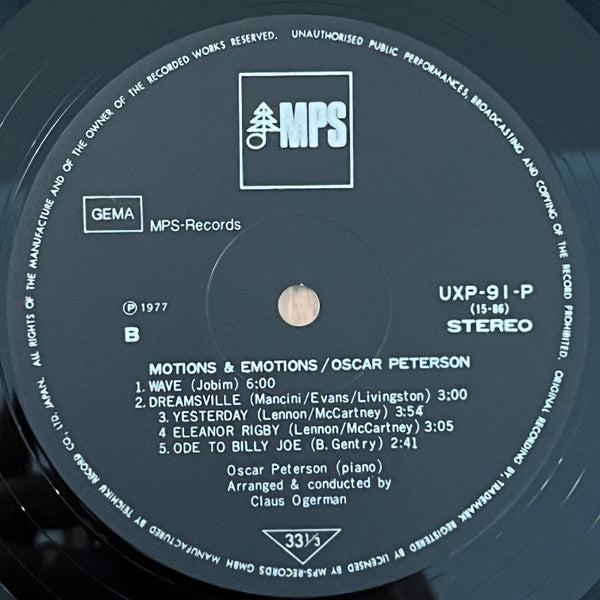 ALL RIGHTS OF THE MANUFACTURE AND OF THE OWNER OF THE RECORDED WORKS RESERVED. UNAUTHORISED PUBLIC PERFORMANCES, BROADCASTING AND COPYING OF THE RECORD PROHIBITED. ORIGINAL RECORDING BY, TRADEMARK REGISTERED BY, LICENSED BY MPS-RECORDS GMBH MANUFACTURED BY TEICHIKU RECORD CO., LTD. JAPAN.
MPS
GEMA
MPS-Records
℗ 1977
B
UXP-91-P
(15-86)
STEREO
MOTIONS & EMOTIONS/OSCAR PETERSON
1. WAVE (Jobim) 6:00
2. DREAMSVILLE (Mancini/Evans/Livingston) 3:00
3. YESTERDAY (Lennon/McCartney) 3:54
4 ELEANOR RIGBY (Lennon/McCartney) 3:05
5. ODE TO BILLY JOE (B. Gentry) 2:41
Oscar Peterson (piano)
Arranged & conducted by
Claus Ogerman
33 1/3